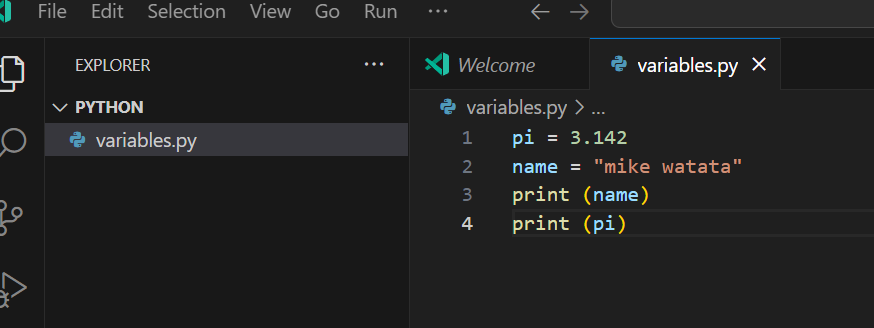 File Edit Selection View Go Run ...
EXPLORER ...
PYTHON
variables.py
Welcome variables.py
variables.py > ...
1 pi = 3.142
2 name = "mike watata"
3 print (name)
4 print (pi)